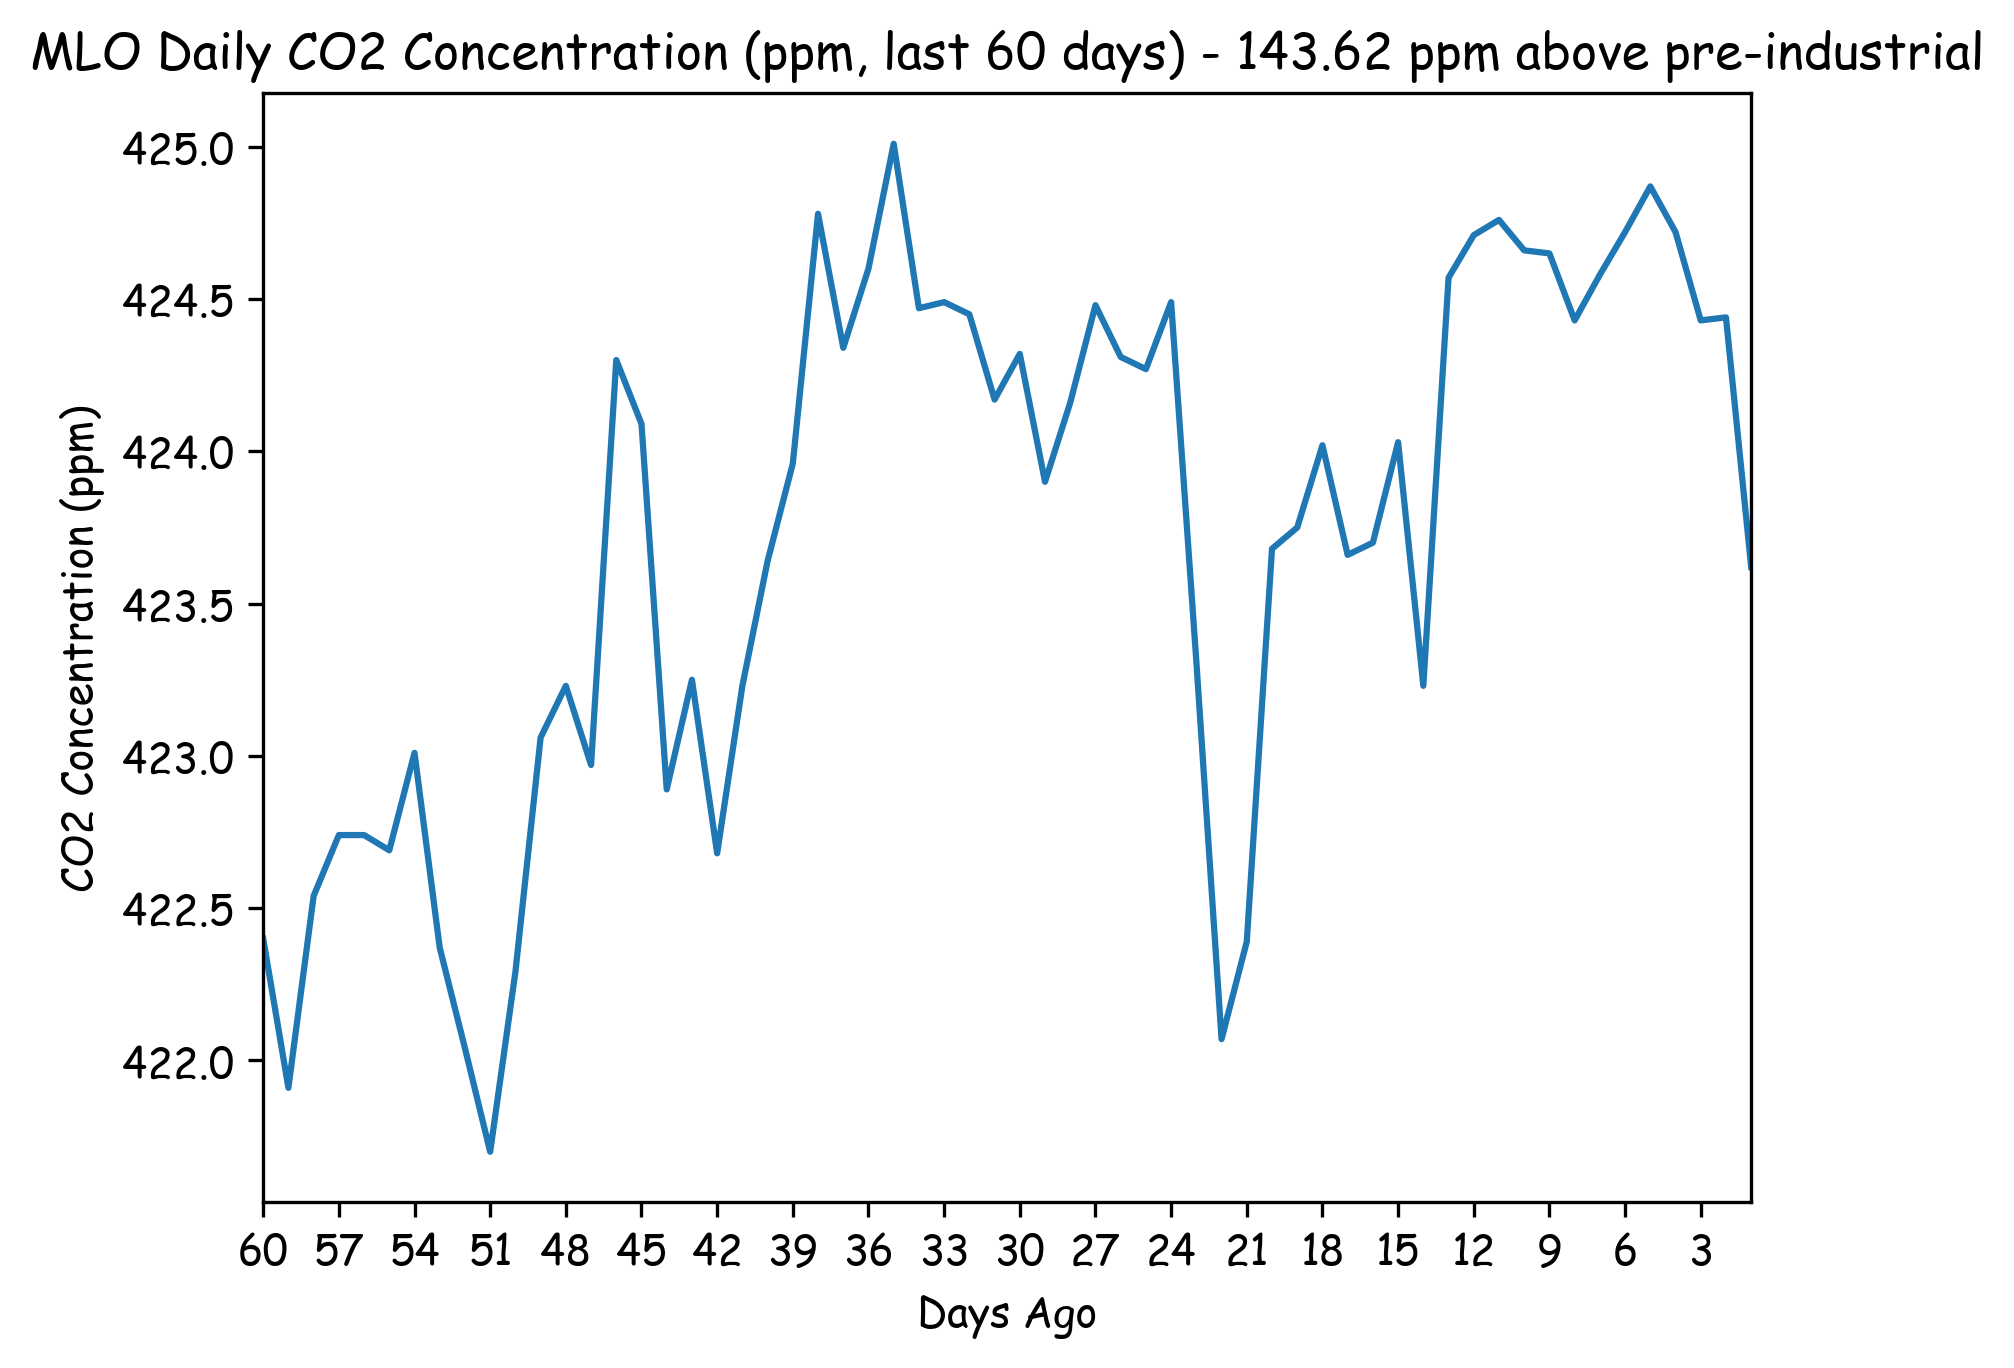 MLO Daily CO2 Concentration (ppm, last 60 days) - 143.62 ppm above pre-industrial
CO2 Concentration (ppm)
425.0
424.5
424.0
423.5
423.0
422.5
422.0
60 57 54 51 48 45 42 39 36 33 30 27 24 21 18 15 12 9 6 3
Days Ago